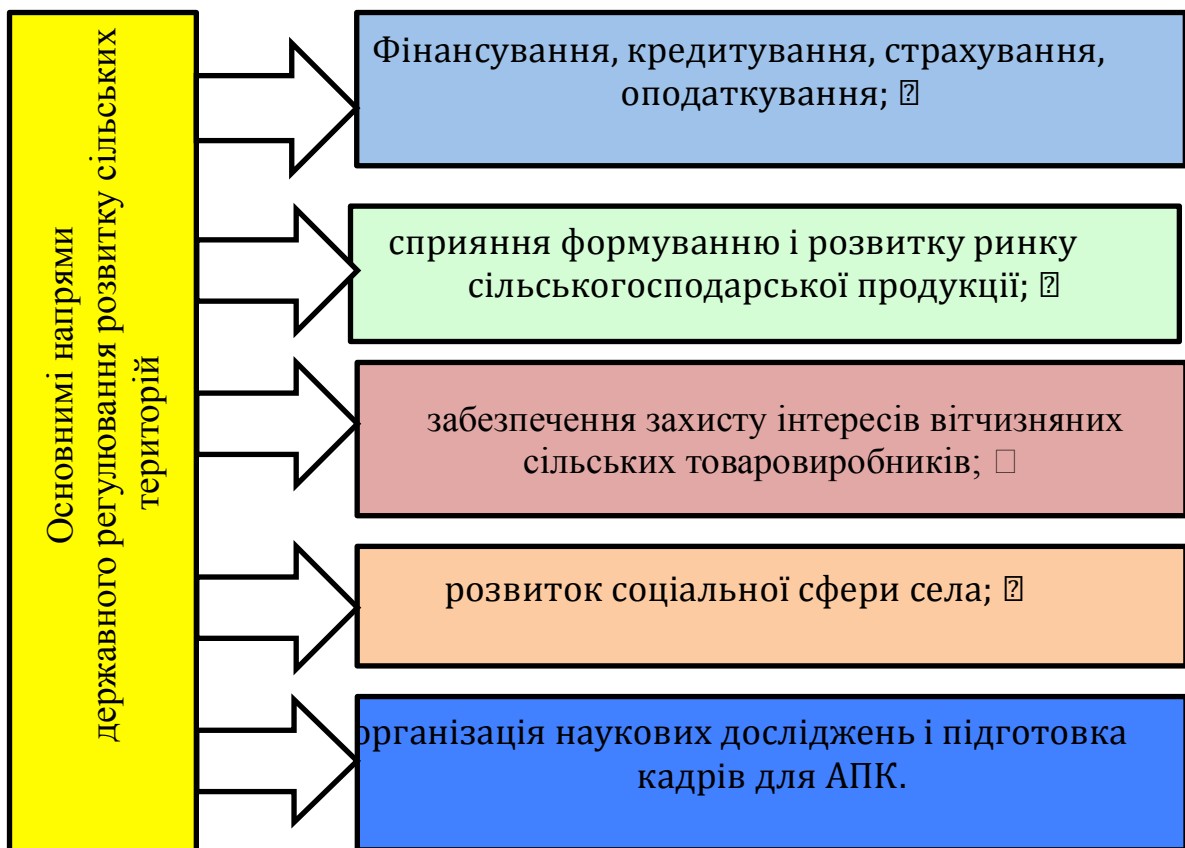 Основнимі напрями
державного регулювання розвитку сільських
територій
Фінансування, кредитування, страхування,
оподаткування; �
сприяння формуванню і розвитку ринку
сільськогосподарської продукції; �
забезпечення захисту інтересів вітчизняних
сільських товаровиробників; □
розвиток соціальної сфери села; �
організація наукових досліджень і підготовка
кадрів для АПК.